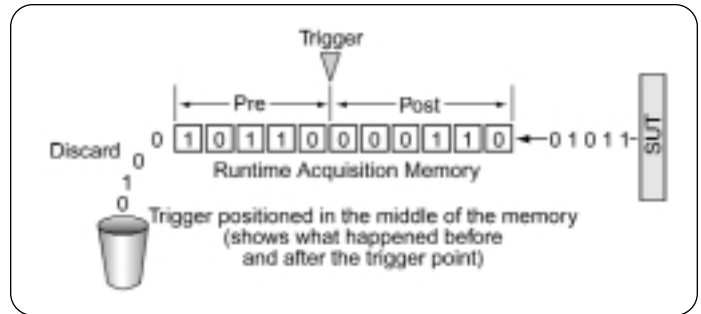 Trigger
Pre Post
0 1 0 1 1 0 0 0 0 1 1 0 0 1 0 1 1 SUT
Discard 0
Runtime Acquisition Memory
1
0
Trigger positioned in the middle of the memory
(shows what happened before
and after the trigger point)